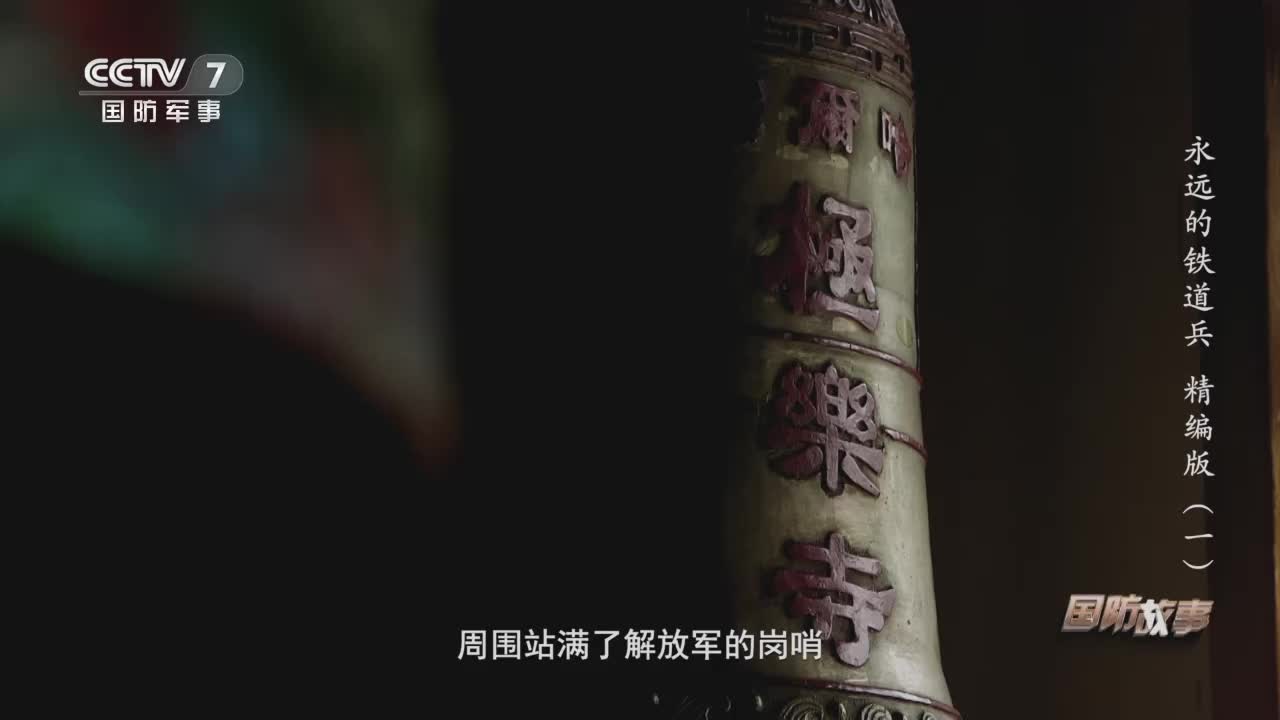 CCTV 7
国防军事
爾哈
極樂寺
永远的铁道兵 精编版（一）
国防故事
周围站满了解放军的岗哨